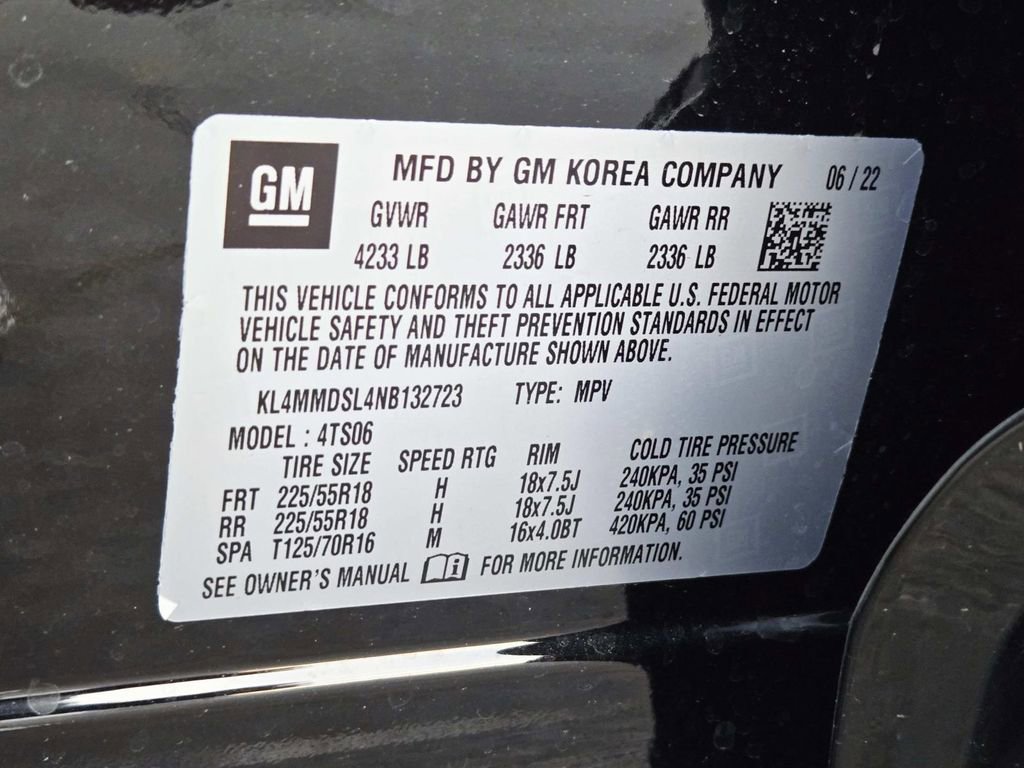 GM
MFD BY GM KOREA COMPANY 06 / 22
GVWR GAWR FRT GAWR RR
4233 LB 2336 LB 2336 LB
THIS VEHICLE CONFORMS TO ALL APPLICABLE U.S. FEDERAL MOTOR
VEHICLE SAFETY AND THEFT PREVENTION STANDARDS IN EFFECT
ON THE DATE OF MANUFACTURE SHOWN ABOVE.
KL4MMDSL4NB132723 TYPE: MPV
MODEL : 4TS06
TIRE SIZE SPEED RTG RIM COLD TIRE PRESSURE
FRT 225/55R18 H 18x7.5J 240KPA, 35 PSI
RR 225/55R18 H 18x7.5J 240KPA, 35 PSI
SPA T125/70R16 M 16x4.0BT 420KPA, 60 PSI
SEE OWNER'S MANUAL i FOR MORE INFORMATION.